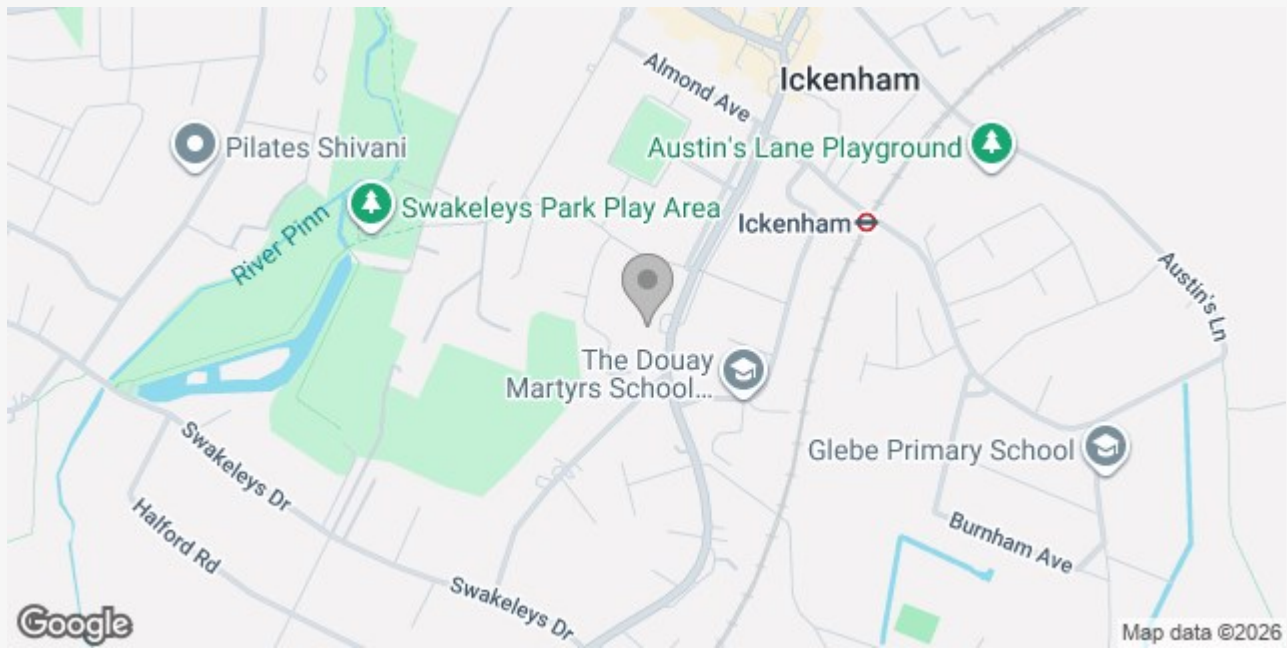 Ickenham
Almond Ave
Pilates Shivani
Austin's Lane Playground
Swakeleys Park Play Area
Ickenham
River Pinn
Austin's Ln
The Douay
Martyrs School...
Glebe Primary School
Swakeleys Dr
Halford Rd
Burnham Ave
Swakeleys Dr
Google
Map data ©2026